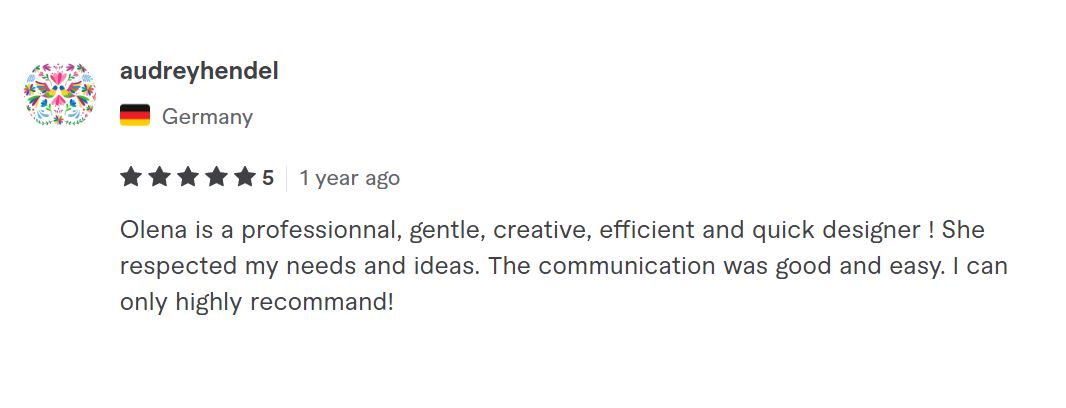 audreyhendel
Germany
5 1 year ago
Olena is a professionnal, gentle, creative, efficient and quick designer ! She
respected my needs and ideas. The communication was good and easy. I can
only highly recommand!